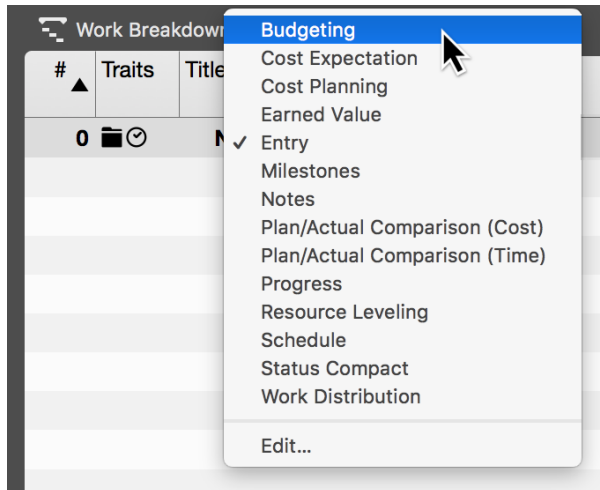 Work Breakdow
# Traits Title
0
Budgeting
Cost Expectation
Cost Planning
Earned Value
✓ Entry
Milestones
Notes
Plan/Actual Comparison (Cost)
Plan/Actual Comparison (Time)
Progress
Resource Leveling
Schedule
Status Compact
Work Distribution
Edit...